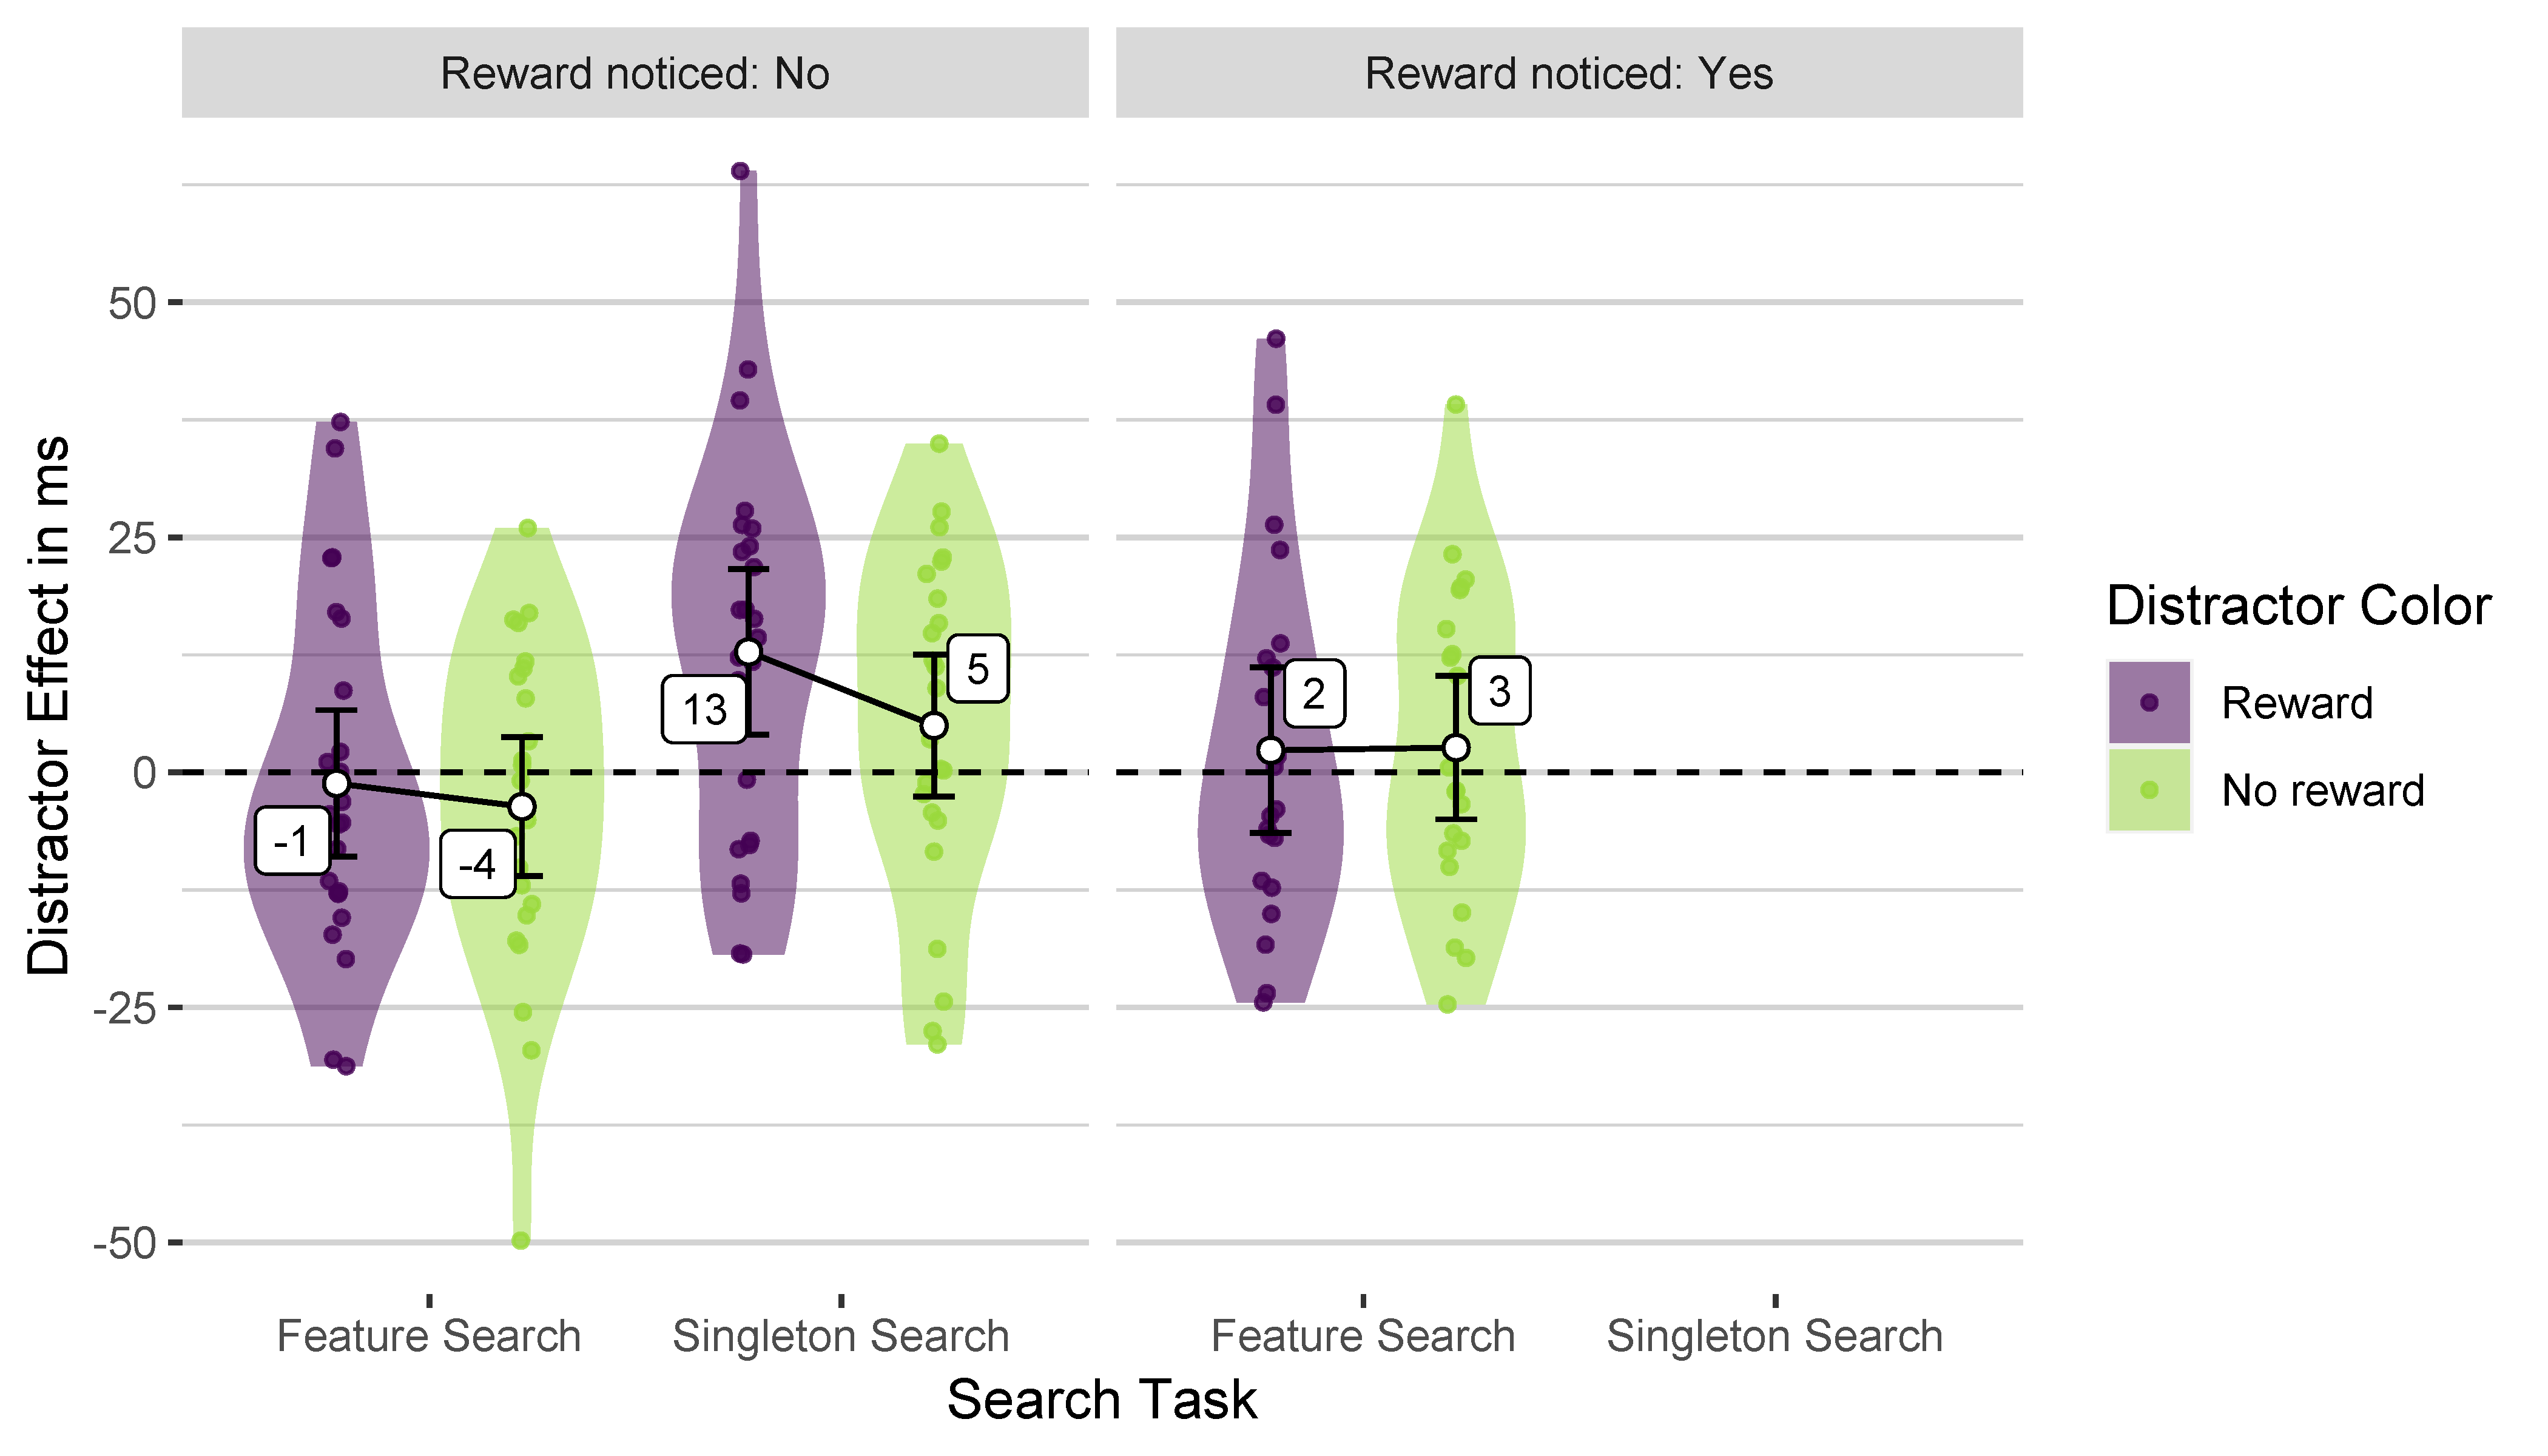 Reward noticed: No
Reward noticed: Yes
Distractor Effect in ms
50
25
0
-25
-50
-1
-4
13
5
2
3
Feature Search
Singleton Search
Feature Search
Singleton Search
Search Task
Distractor Color
Reward
No reward